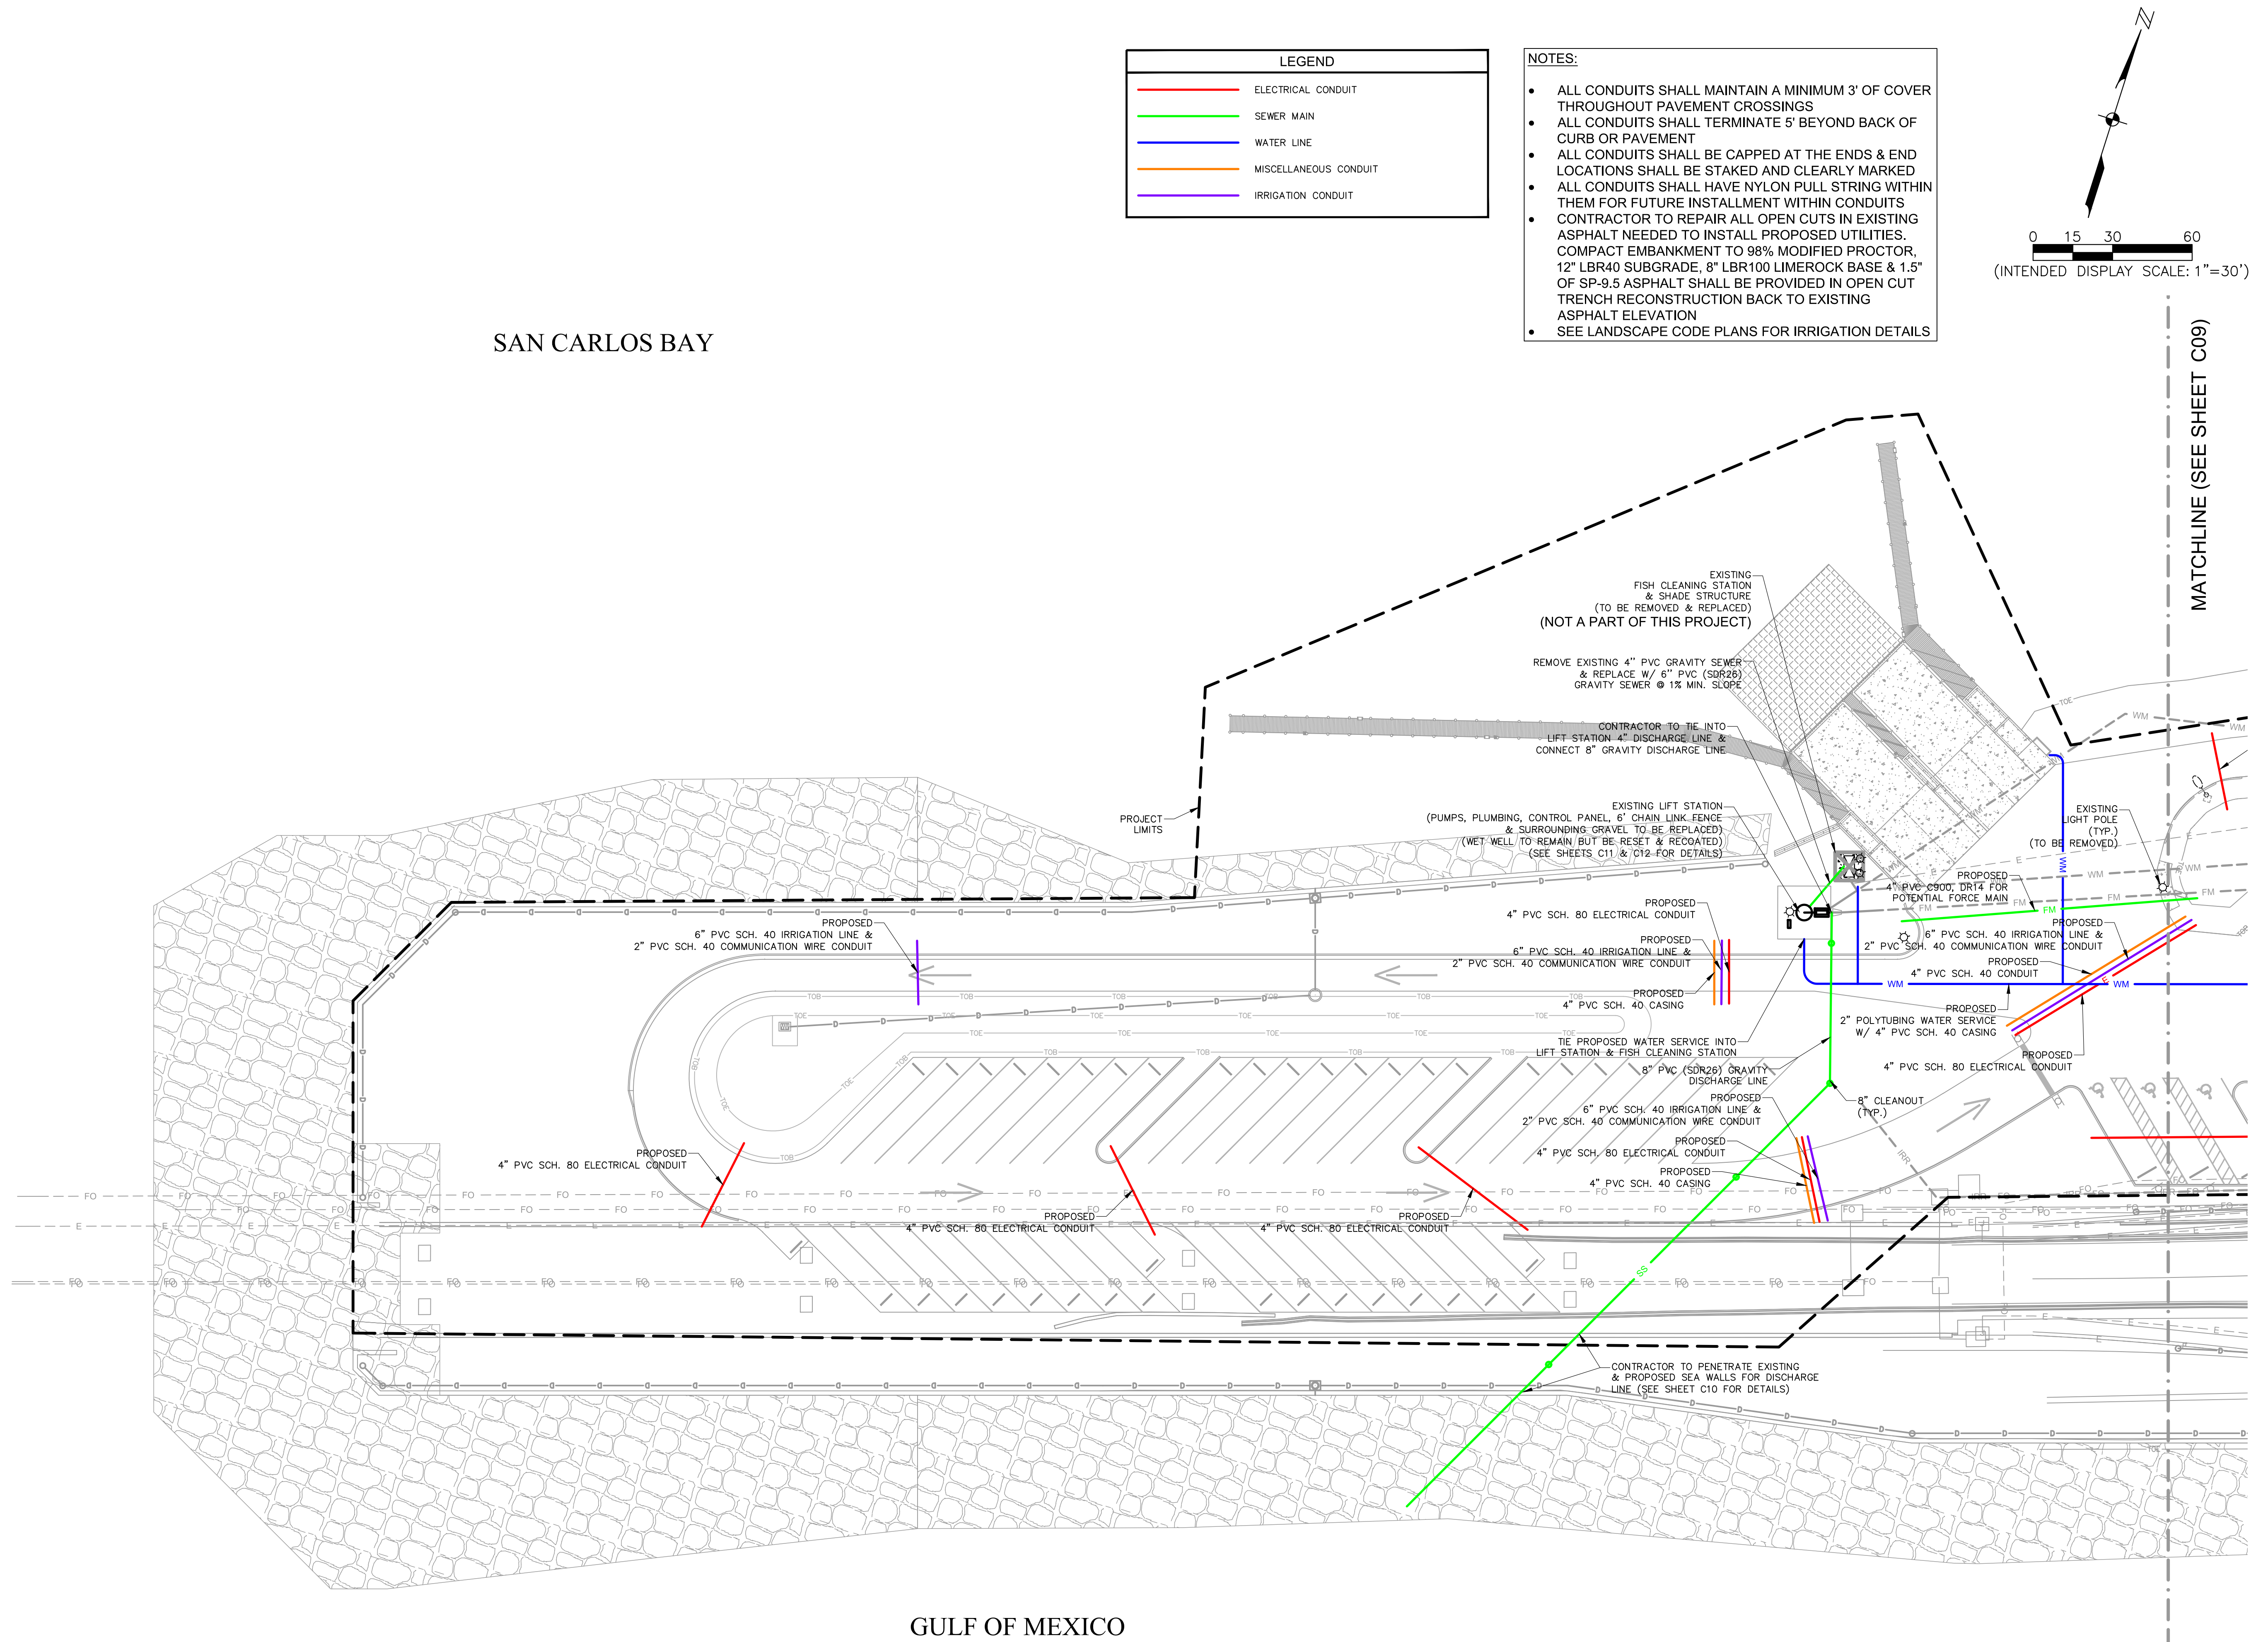 LEGEND
ELECTRICAL CONDUIT
SEWER MAIN
WATER LINE
MISCELLANEOUS CONDUIT
IRRIGATION CONDUIT
NOTES:
• ALL CONDUITS SHALL MAINTAIN A MINIMUM 3' OF COVER
THROUGHOUT PAVEMENT CROSSINGS
• ALL CONDUITS SHALL TERMINATE 5' BEYOND BACK OF
CURB OR PAVEMENT
• ALL CONDUITS SHALL BE CAPPED AT THE ENDS & END
LOCATIONS SHALL BE STAKED AND CLEARLY MARKED
• ALL CONDUITS SHALL HAVE NYLON PULL STRING WITHIN
THEM FOR FUTURE INSTALLMENT WITHIN CONDUITS
• CONTRACTOR TO REPAIR ALL OPEN CUTS IN EXISTING
ASPHALT NEEDED TO INSTALL PROPOSED UTILITIES.
COMPACT EMBANKMENT TO 98% MODIFIED PROCTOR,
12" LBR40 SUBGRADE, 8" LBR100 LIMEROCK BASE & 1.5"
OF SP-9.5 ASPHALT SHALL BE PROVIDED IN OPEN CUT
TRENCH RECONSTRUCTION BACK TO EXISTING
ASPHALT ELEVATION
• SEE LANDSCAPE CODE PLANS FOR IRRIGATION DETAILS
N
0 15 30 60
(INTENDED DISPLAY SCALE: 1"=30')
MATCHLINE (SEE SHEET C09)
SAN CARLOS BAY
EXISTING
FISH CLEANING STATION
& SHADE STRUCTURE
(TO BE REMOVED & REPLACED)
(NOT A PART OF THIS PROJECT)
REMOVE EXISTING 4'' PVC GRAVITY SEWER
& REPLACE W/ 6'' PVC (SDR26)
GRAVITY SEWER @ 1% MIN. SLOPE
CONTRACTOR TO TIE INTO
LIFT STATION 4" DISCHARGE LINE &
CONNECT 8" GRAVITY DISCHARGE LINE
PROJECT
LIMITS
EXISTING LIFT STATION
(PUMPS, PLUMBING, CONTROL PANEL, 6' CHAIN LINK FENCE
& SURROUNDING GRAVEL TO BE REPLACED)
(WET WELL TO REMAIN BUT BE RESET & RECOATED)
(SEE SHEETS C11 & C12 FOR DETAILS)
EXISTING
LIGHT POLE
(TYP.)
(TO BE REMOVED)
PROPOSED
4" PVC C900, DR14 FOR
POTENTIAL FORCE MAIN
PROPOSED
6" PVC SCH. 40 IRRIGATION LINE &
2" PVC SCH. 40 COMMUNICATION WIRE CONDUIT
PROPOSED
4" PVC SCH. 80 ELECTRICAL CONDUIT
PROPOSED
6" PVC SCH. 40 IRRIGATION LINE &
2" PVC SCH. 40 COMMUNICATION WIRE CONDUIT
PROPOSED
4" PVC SCH. 40 CASING
PROPOSED
6" PVC SCH. 40 IRRIGATION LINE &
2" PVC SCH. 40 COMMUNICATION WIRE CONDUIT
PROPOSED
4" PVC SCH. 40 CONDUIT
PROPOSED
2" POLYTUBING WATER SERVICE
W/ 4" PVC SCH. 40 CASING
PROPOSED
4" PVC SCH. 80 ELECTRICAL CONDUIT
TIE PROPOSED WATER SERVICE INTO
LIFT STATION & FISH CLEANING STATION
8" PVC (SDR26) GRAVITY
DISCHARGE LINE
8" CLEANOUT
(TYP.)
PROPOSED
6" PVC SCH. 40 IRRIGATION LINE &
2" PVC SCH. 40 COMMUNICATION WIRE CONDUIT
PROPOSED
4" PVC SCH. 80 ELECTRICAL CONDUIT
PROPOSED
4" PVC SCH. 40 CASING
PROPOSED
4" PVC SCH. 80 ELECTRICAL CONDUIT
PROPOSED
4" PVC SCH. 80 ELECTRICAL CONDUIT
PROPOSED
4" PVC SCH. 80 ELECTRICAL CONDUIT
IRR
SS
CONTRACTOR TO PENETRATE EXISTING
& PROPOSED SEA WALLS FOR DISCHARGE
LINE (SEE SHEET C10 FOR DETAILS)
GULF OF MEXICO